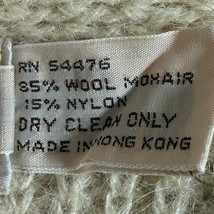 RN 54476
85% WOOL MOHAIR
15% NYLON
DRY CLEAN ONLY
MADE IN HONG KONG